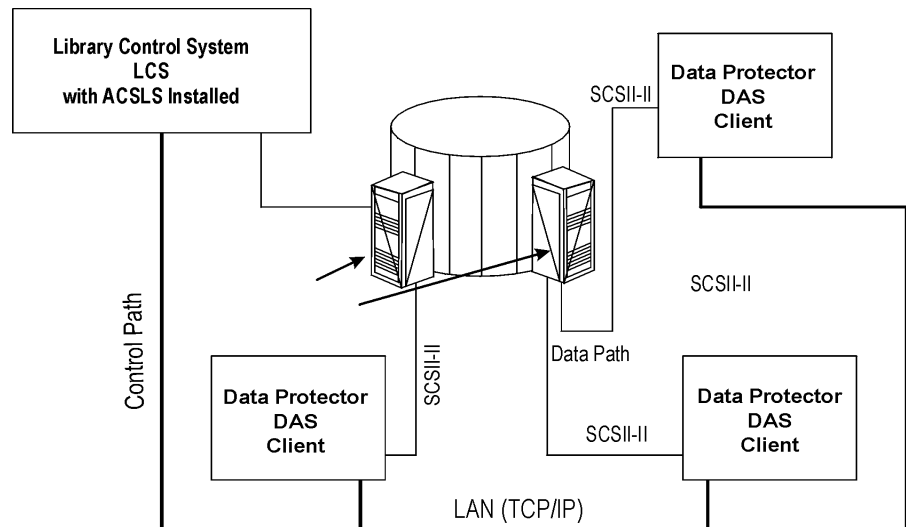 Library Control System
LCS
with ACSLS Installed
SCSII-II
Data Protector
DAS
Client
SCSII-II
Control Path
SCSII-II
Data Path
Data Protector
DAS
Client
SCSII-II
Data Protector
DAS
Client
LAN (TCP/IP)